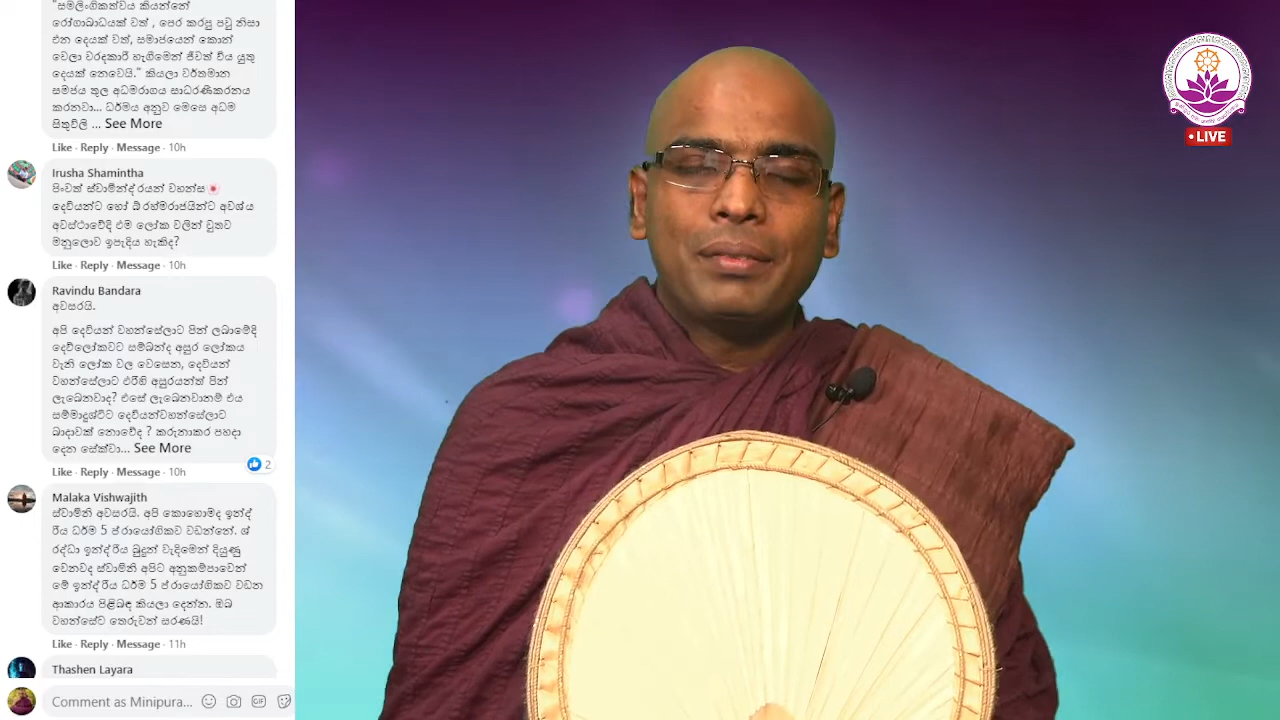 "සමලිංගිකත්වය කියන්නේ
රෝගාබාධයක් වත් , පෙර කරපු පවු නිසා
එන දෙයක් වත්, සමාජයෙන් කොන්
වෙලා වරදකාරී හැගීමෙන් ජීවත් විය යුතු
දෙයක් නෙවෙයි." කියලා වර්තමාන
සමජය තුල අධමරාගය සාධරණීකරනය
කරනවා... ධර්මය අනුව මෙසෙ අධම
සිතුවිලි ... See More
Like · Reply · Message · 10h
Irusha Shamintha
පිංවත් ස්වාමින්ද්‍රයන් වහන්ස
දෙවියන්ට හෝ බ්‍රහ්මරාජයින්ට අවශ්‍ය
අවස්ථාවේදි එම ලෝක වලින් චුතව
මනුලොව ඉපැදිය හැකිද?
Like · Reply · Message · 10h
Ravindu Bandara
අවසරයි.
අපි දෙවියන් වහන්සේලාට පින් ලබාමේදි
දෙව්ලෝකවට සම්බන්ද අසුර ලෝකය
වැනි ලෝක වල වෙසෙන, දෙවියන්
වහන්සේලාට එරීහි අසුරයන්ත් පින්
ලැබෙනවාද? එසේ ලැබෙනවානම් එය
සම්මාදුශ්ටිට දෙවියන්වහන්සේලාට
බාදාවක් නොවේද ? කරුනාකර පහදා
දෙන සේක්වා... See More
Like · Reply · Message · 10h
2
Malaka Vishwajith
ස්වාමිනි අවසරයි. අපි කොහොමද ඉන්ද්
‍රීය ධර්ම 5 ප්‍රායෝගිකව වඩන්නේ. ශ්
‍රද්ධා ඉන්ද්‍රීය බුදුන් වැදිමෙන් දියුණු
වෙනවද ස්වාමිනි අපිට අනුකම්පාවෙන්
මේ ඉන්ද්‍රීය ධර්ම 5 ප්‍රායෝගිකව වඩන
ආකාරය පිළිබඳ කියලා දෙන්න. ඔබ
වහන්සේට තෙරුවන් සරණයි!
Like · Reply · Message · 11h
Thashen Layara
Comment as Minipura...
GIF
LIVE